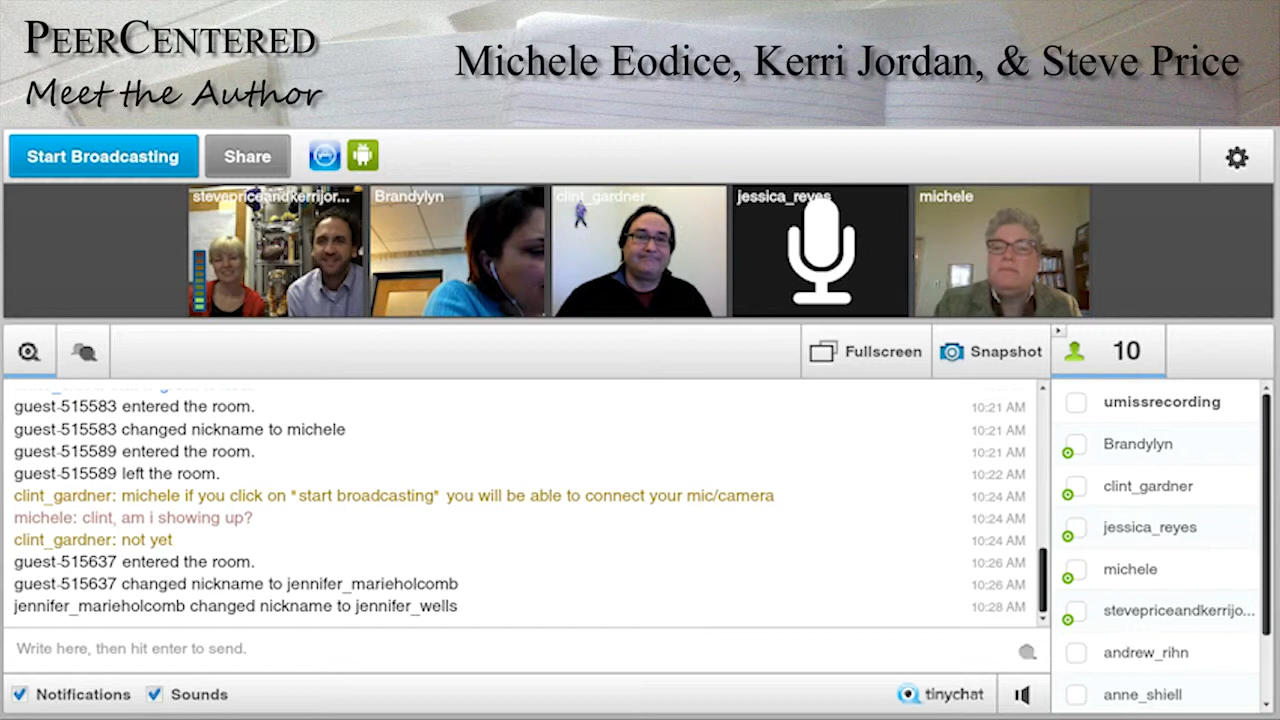 PEERCENTERED
Meet the Author
Michele Eodice, Kerri Jordan, & Steve Price
Start Broadcasting
Share
stevepriceandkerrijor...
Brandylyn
clint_gardner
jessica_reyes
michele
Fullscreen
Snapshot
10
guest-515583 entered the room. 10:21 AM
guest-515583 changed nickname to michele 10:21 AM
guest-515589 entered the room. 10:21 AM
guest-515589 left the room. 10:22 AM
clint_gardner: michele if you click on "start broadcasting" you will be able to connect your mic/camera 10:24 AM
michele: clint, am i showing up? 10:24 AM
clint_gardner: not yet 10:24 AM
guest-515637 entered the room. 10:26 AM
guest-515637 changed nickname to jennifer_marieholcomb 10:26 AM
jennifer_marieholcomb changed nickname to jennifer_wells 10:28 AM
umissrecording
Brandylyn
clint_gardner
jessica_reyes
michele
stevepriceandkerrijo...
andrew_rihn
anne_shiell
Write here, then hit enter to send.
Notifications
Sounds
tinychat